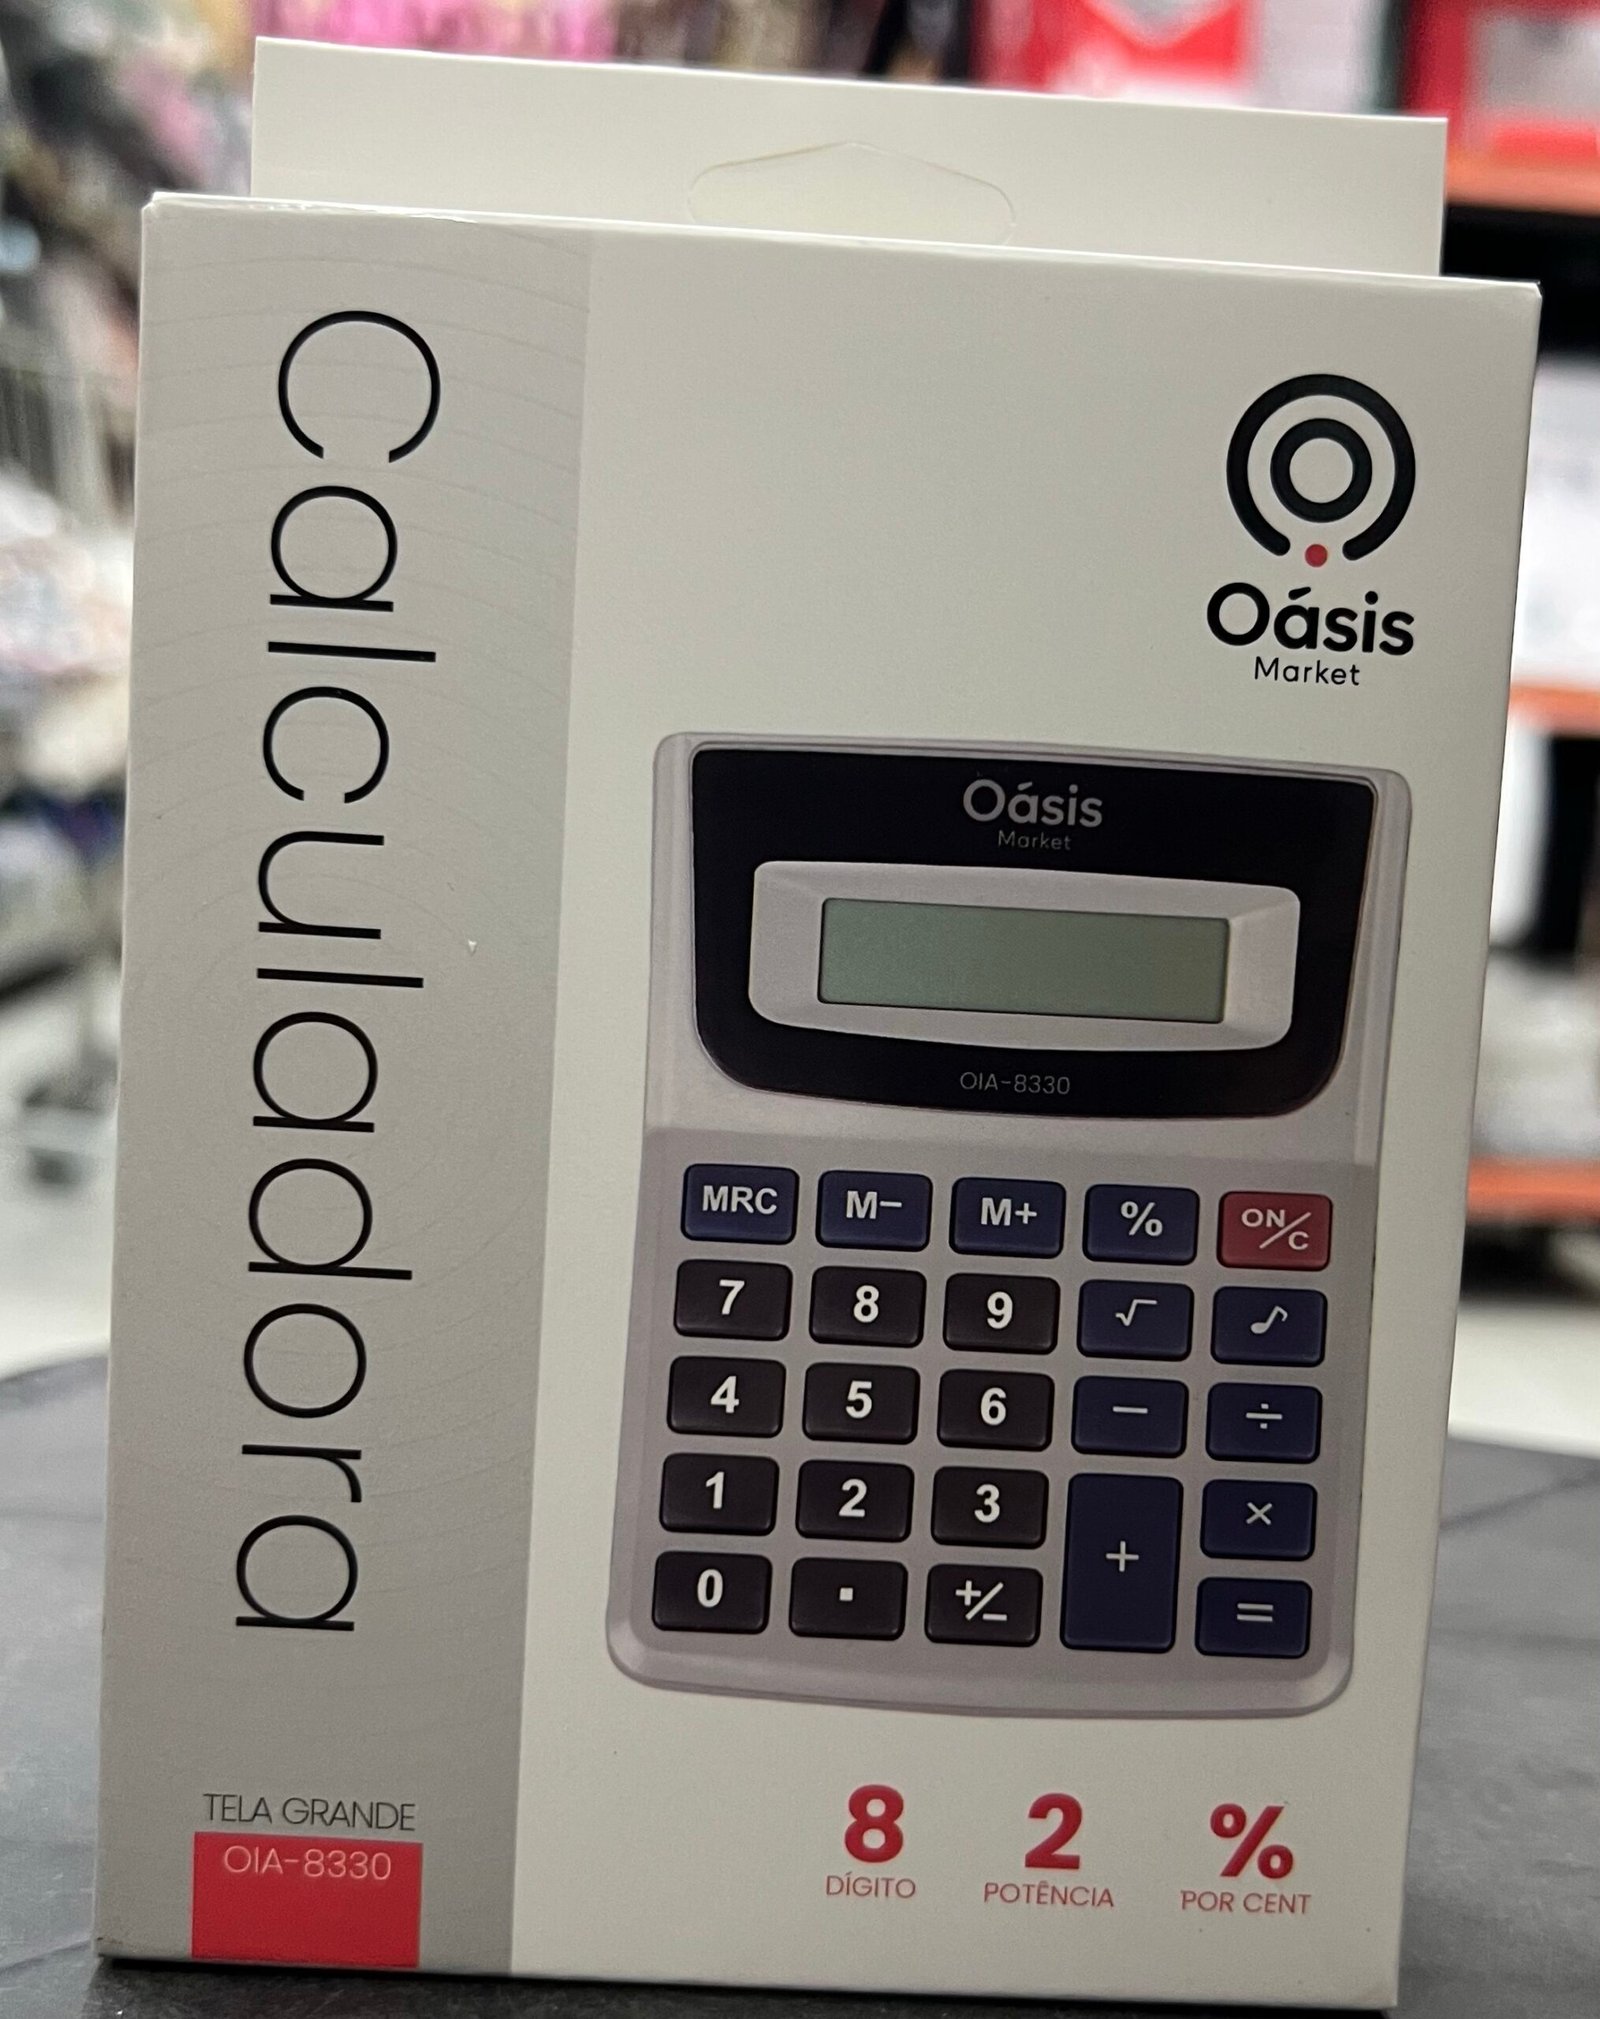 Calculadora
TELA GRANDE
OIA-8330
Oásis
Market
Oásis
Market
OIA-8330
MRC M− M+ % ON/C
7 8 9 √ ♪
4 5 6 − ÷
1 2 3 + ×
0 . +/− =
8 2 %
DÍGITO POTÊNCIA POR CENT